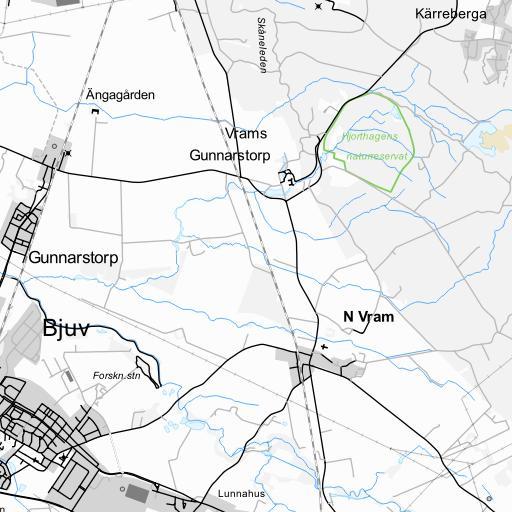 Kärreberga
Skåneleden
Ängagården
Vrams
Gunnarstorp
Hjorthagens
naturreservat
Gunnarstorp
N Vram
Bjuv
Forskn.stn
Lunnahus
n